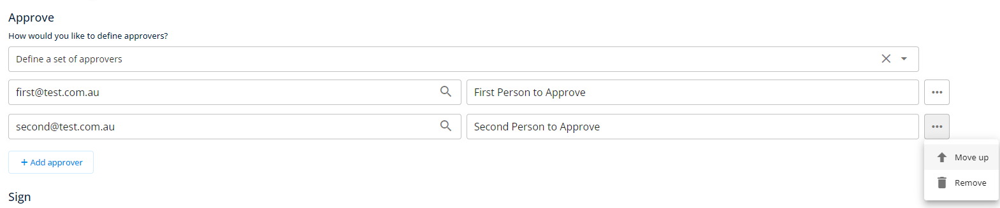 Approve
How would you like to define approvers?
Define a set of approvers
first@test.com.au First Person to Approve
second@test.com.au Second Person to Approve
+ Add approver
Move up
Remove
Sign